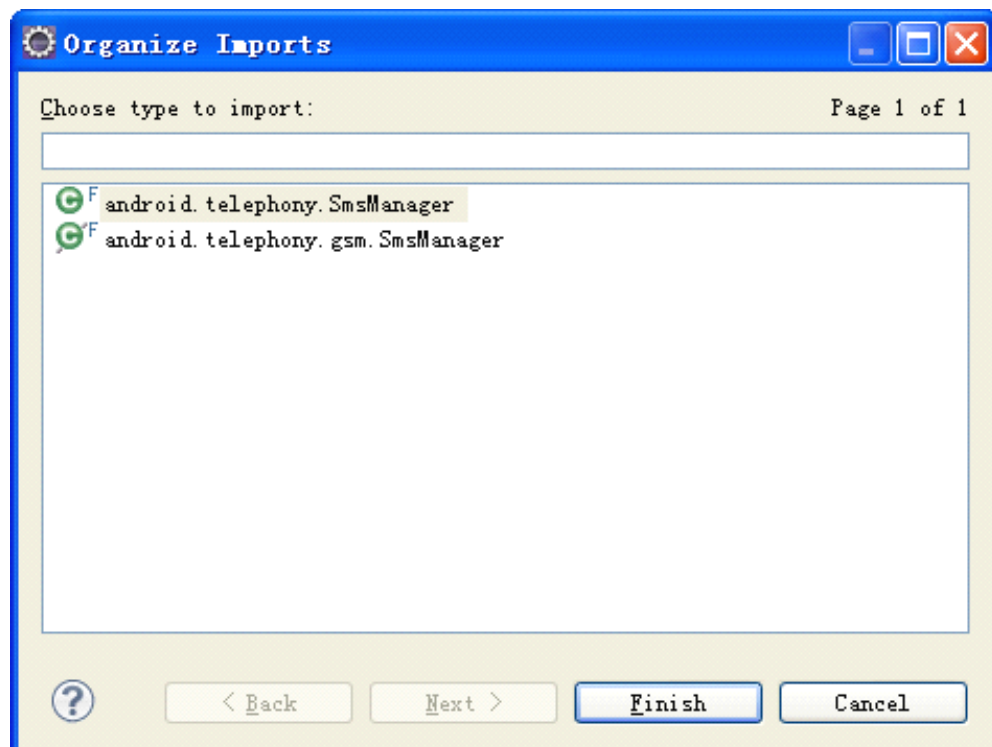 Organize Imports
Choose type to import: Page 1 of 1
C F android.telephony.SmsManager
C F android.telephony.gsm.SmsManager
? < Back Next > Finish Cancel